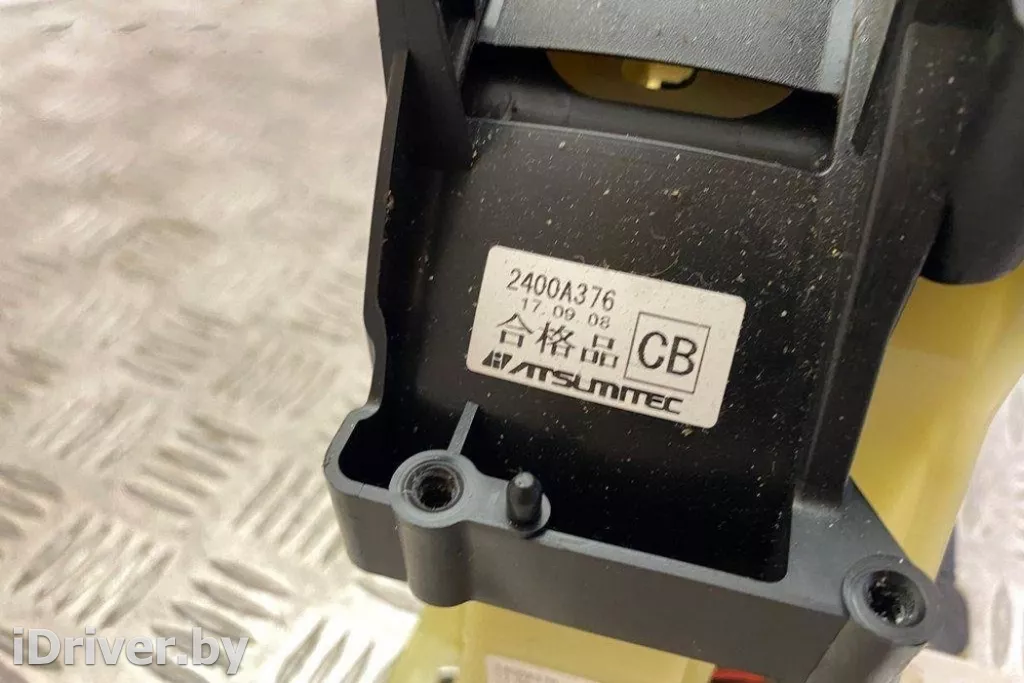 2400A376
17.09.08
合格品 CB
ATSUMITEC
iDriver.by